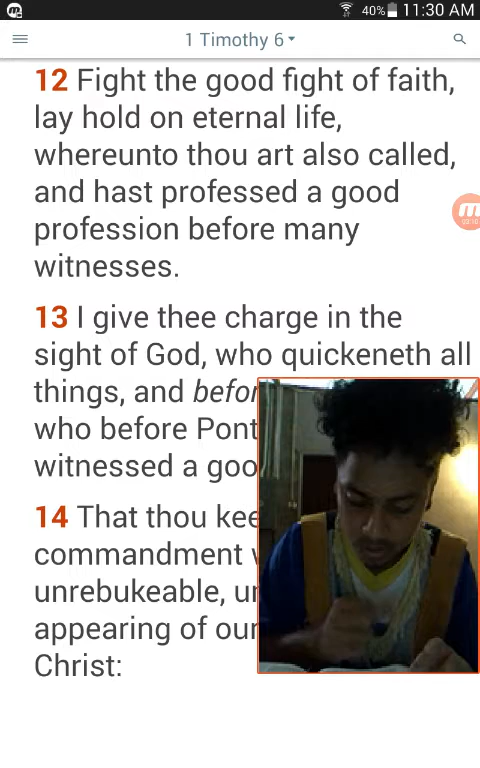 40% 11:30 AM
1 Timothy 6
12 Fight the good fight of faith,
lay hold on eternal life,
whereunto thou art also called,
and hast professed a good
profession before many
witnesses.
13 I give thee charge in the
sight of God, who quickeneth all
things, and
who before
witnessed a
14 That thou
commandment
unrebukeable,
appearing of
Christ: